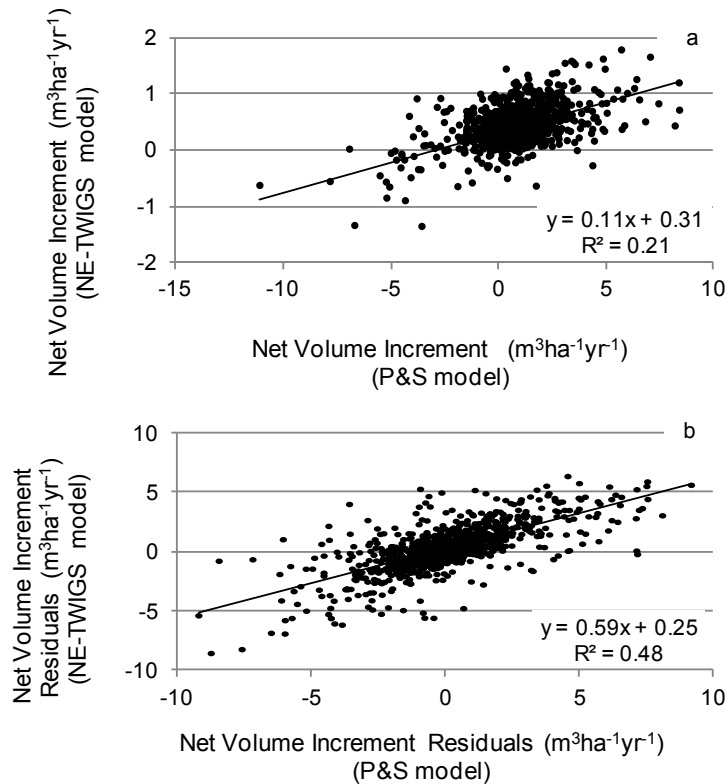 a
Net Volume Increment (m³ha⁻¹yr⁻¹)
(NE-TWIGS model)
2
1
0
-1
-2
y = 0.11x + 0.31
R² = 0.21
-15
-10
-5
0
5
10
Net Volume Increment (m³ha⁻¹yr⁻¹)
(P&S model)
b
Net Volume Increment
Residuals (m³ha⁻¹yr⁻¹)
(NE-TWIGS model)
10
5
0
-5
-10
y = 0.59x + 0.25
R² = 0.48
-10
-5
0
5
10
Net Volume Increment Residuals (m³ha⁻¹yr⁻¹)
(P&S model)